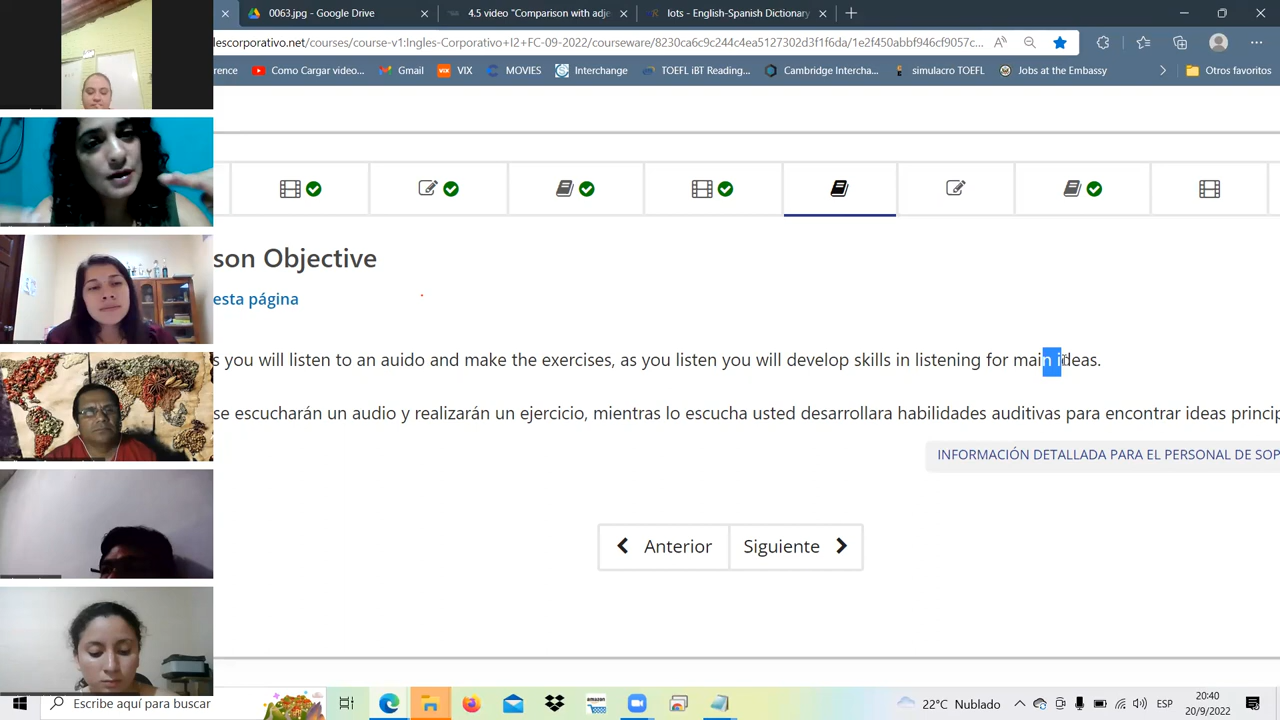 0063.jpg - Google Drive
4.5 video "Comparison with adje
lots - English-Spanish Dictionary
lescorporativo.net/courses/course-v1:Ingles-Corporativo+I2+FC-09-2022/courseware/8230ca6c9c244c4ea5127302d3f1f6da/1e2f450abbf946cf9057c...
rence
Como Cargar video...
Gmail
VIX
MOVIES
Interchange
TOEFL iBT Reading...
Cambridge Intercha...
simulacro TOEFL
Jobs at the Embassy
Otros favoritos
son Objective
esta página
s you will listen to an auido and make the exercises, as you listen you will develop skills in listening for main ideas.
se escucharán un audio y realizarán un ejercicio, mientras lo escucha usted desarrollara habilidades auditivas para encontrar ideas princip
INFORMACIÓN DETALLADA PARA EL PERSONAL DE SOP
Anterior
Siguiente
Escribe aquí para buscar
22°C Nublado
ESP
20:40
20/9/2022